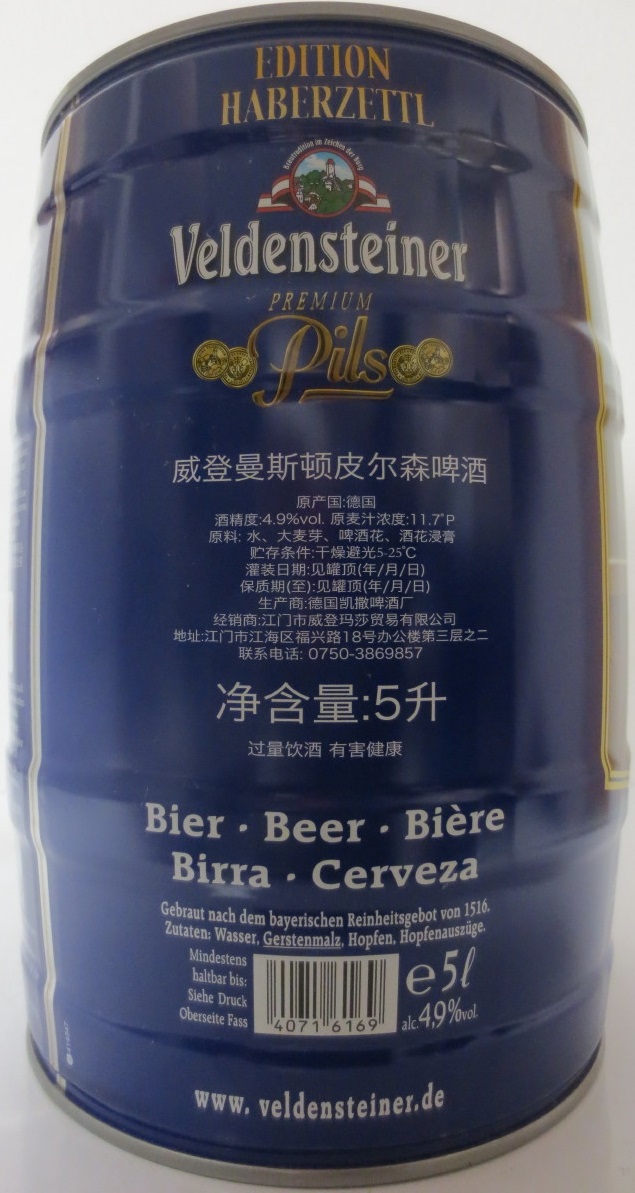 EDITION
HABERZETTL
Brautradition im Zeichen der Burg
Veldensteiner
PREMIUM
Pils
威登曼斯顿皮尔森啤酒
原产国:德国
酒精度:4.9%vol. 原麦汁浓度:11.7°P
原料: 水、大麦芽、啤酒花、酒花浸膏
贮存条件:干燥避光5-25℃
灌装日期:见罐顶(年/月/日)
保质期(至):见罐顶(年/月/日)
生产商:德国凯撒啤酒厂
经销商:江门市威登玛莎贸易有限公司
地址:江门市江海区福兴路18号办公楼第三层之二
联系电话: 0750-3869857
净含量:5升
过量饮酒 有害健康
Bier · Beer · Bière
Birra · Cerveza
Gebraut nach dem bayerischen Reinheitsgebot von 1516.
Zutaten: Wasser, Gerstenmalz, Hopfen, Hopfenauszüge.
Mindestens
haltbar bis:
Siehe Druck
Oberseite Fass
4071 6169
e 5l
alc. 4,9% vol.
www. veldensteiner.de